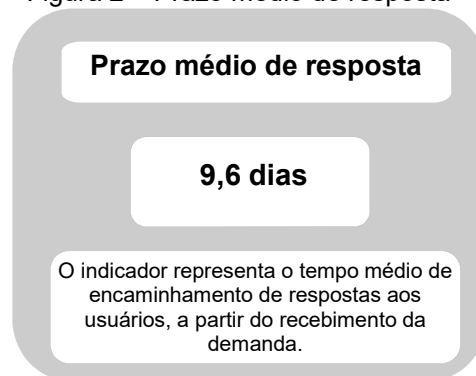 Figura 2 – Prazo médio de resposta
Prazo médio de resposta
9,6 dias
O indicador representa o tempo médio de
encaminhamento de respostas aos
usuários, a partir do recebimento da
demanda.